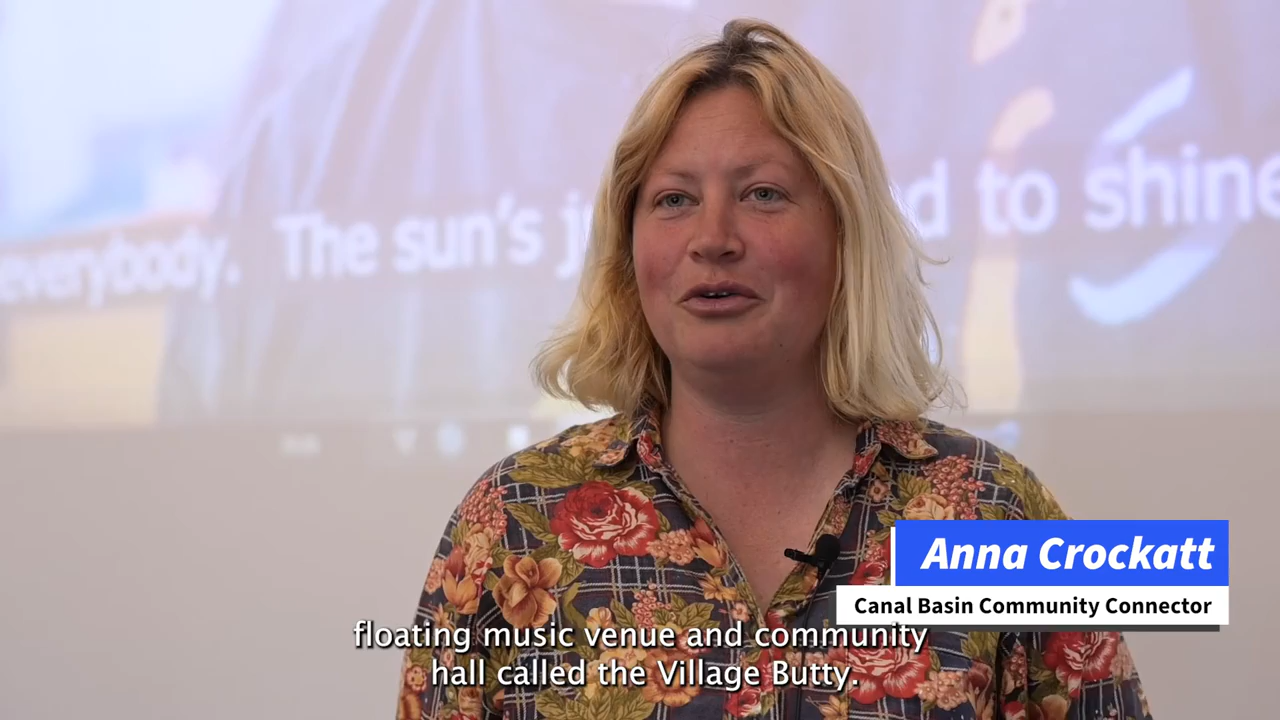 everybody. The sun's to shine
Anna Crockatt
Canal Basin Community Connector
floating music venue and community
hall called the Village Butty.